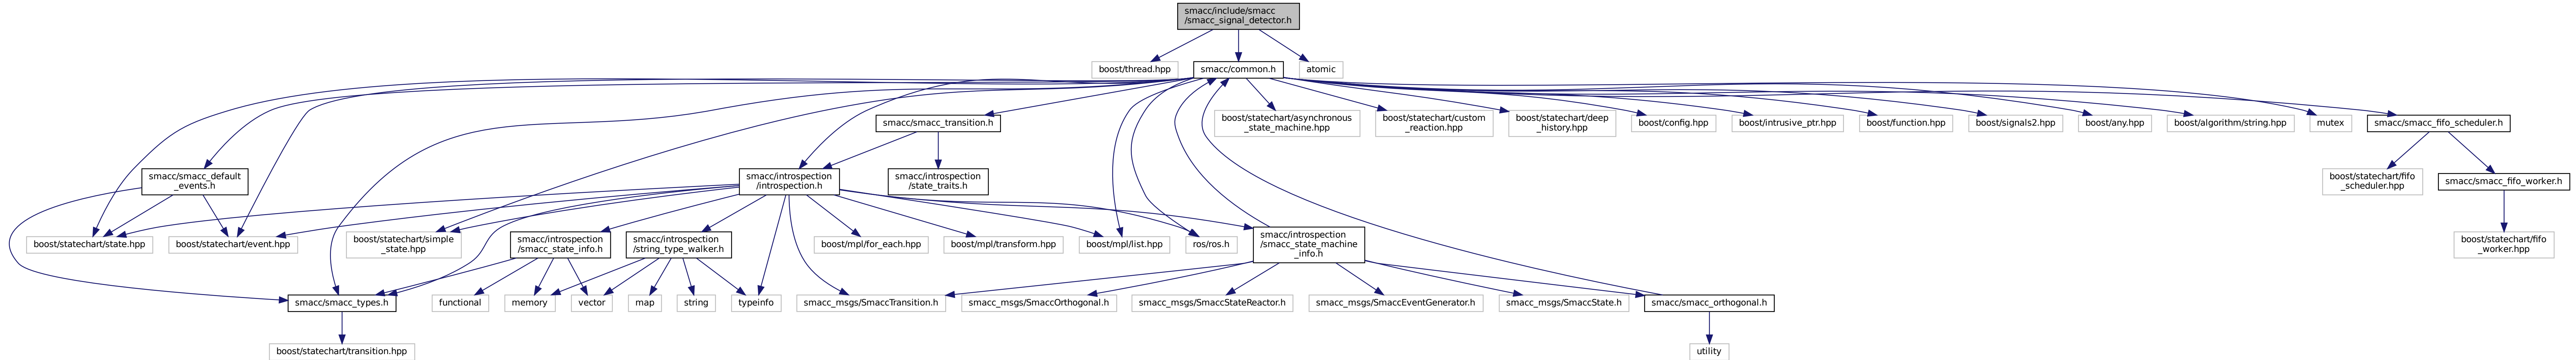 smacc/include/smacc
/smacc_signal_detector.h
boost/thread.hpp
smacc/common.h
atomic
smacc/smacc_transition.h
boost/statechart/asynchronous
_state_machine.hpp
boost/statechart/custom
_reaction.hpp
boost/statechart/deep
_history.hpp
boost/config.hpp
boost/intrusive_ptr.hpp
boost/function.hpp
boost/signals2.hpp
boost/any.hpp
boost/algorithm/string.hpp
mutex
smacc/smacc_fifo_scheduler.h
smacc/smacc_default
_events.h
smacc/introspection
/introspection.h
smacc/introspection
/state_traits.h
boost/statechart/fifo
_scheduler.hpp
smacc/smacc_fifo_worker.h
boost/statechart/state.hpp
boost/statechart/event.hpp
boost/statechart/simple
_state.hpp
smacc/introspection
/smacc_state_info.h
smacc/introspection
/string_type_walker.h
boost/mpl/for_each.hpp
boost/mpl/transform.hpp
boost/mpl/list.hpp
ros/ros.h
smacc/introspection
/smacc_state_machine
_info.h
boost/statechart/fifo
_worker.hpp
smacc/smacc_types.h
functional
memory
vector
map
string
typeinfo
smacc_msgs/SmaccTransition.h
smacc_msgs/SmaccOrthogonal.h
smacc_msgs/SmaccStateReactor.h
smacc_msgs/SmaccEventGenerator.h
smacc_msgs/SmaccState.h
smacc/smacc_orthogonal.h
boost/statechart/transition.hpp
utility